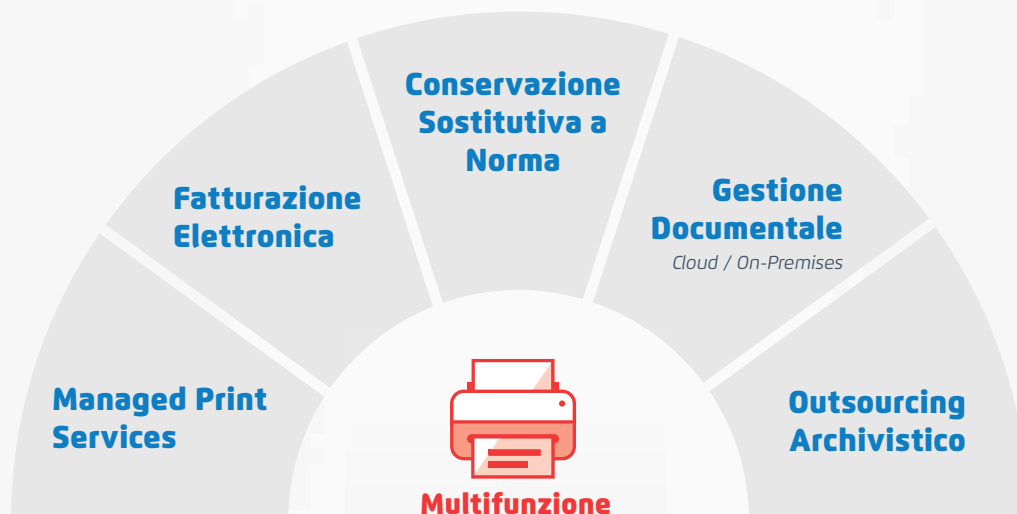 Conservazione
Sostitutiva a
Norma
Fatturazione
Elettronica
Gestione
Documentale
Cloud / On-Premises
Managed Print
Services
Outsourcing
Archivistico
Multifunzione